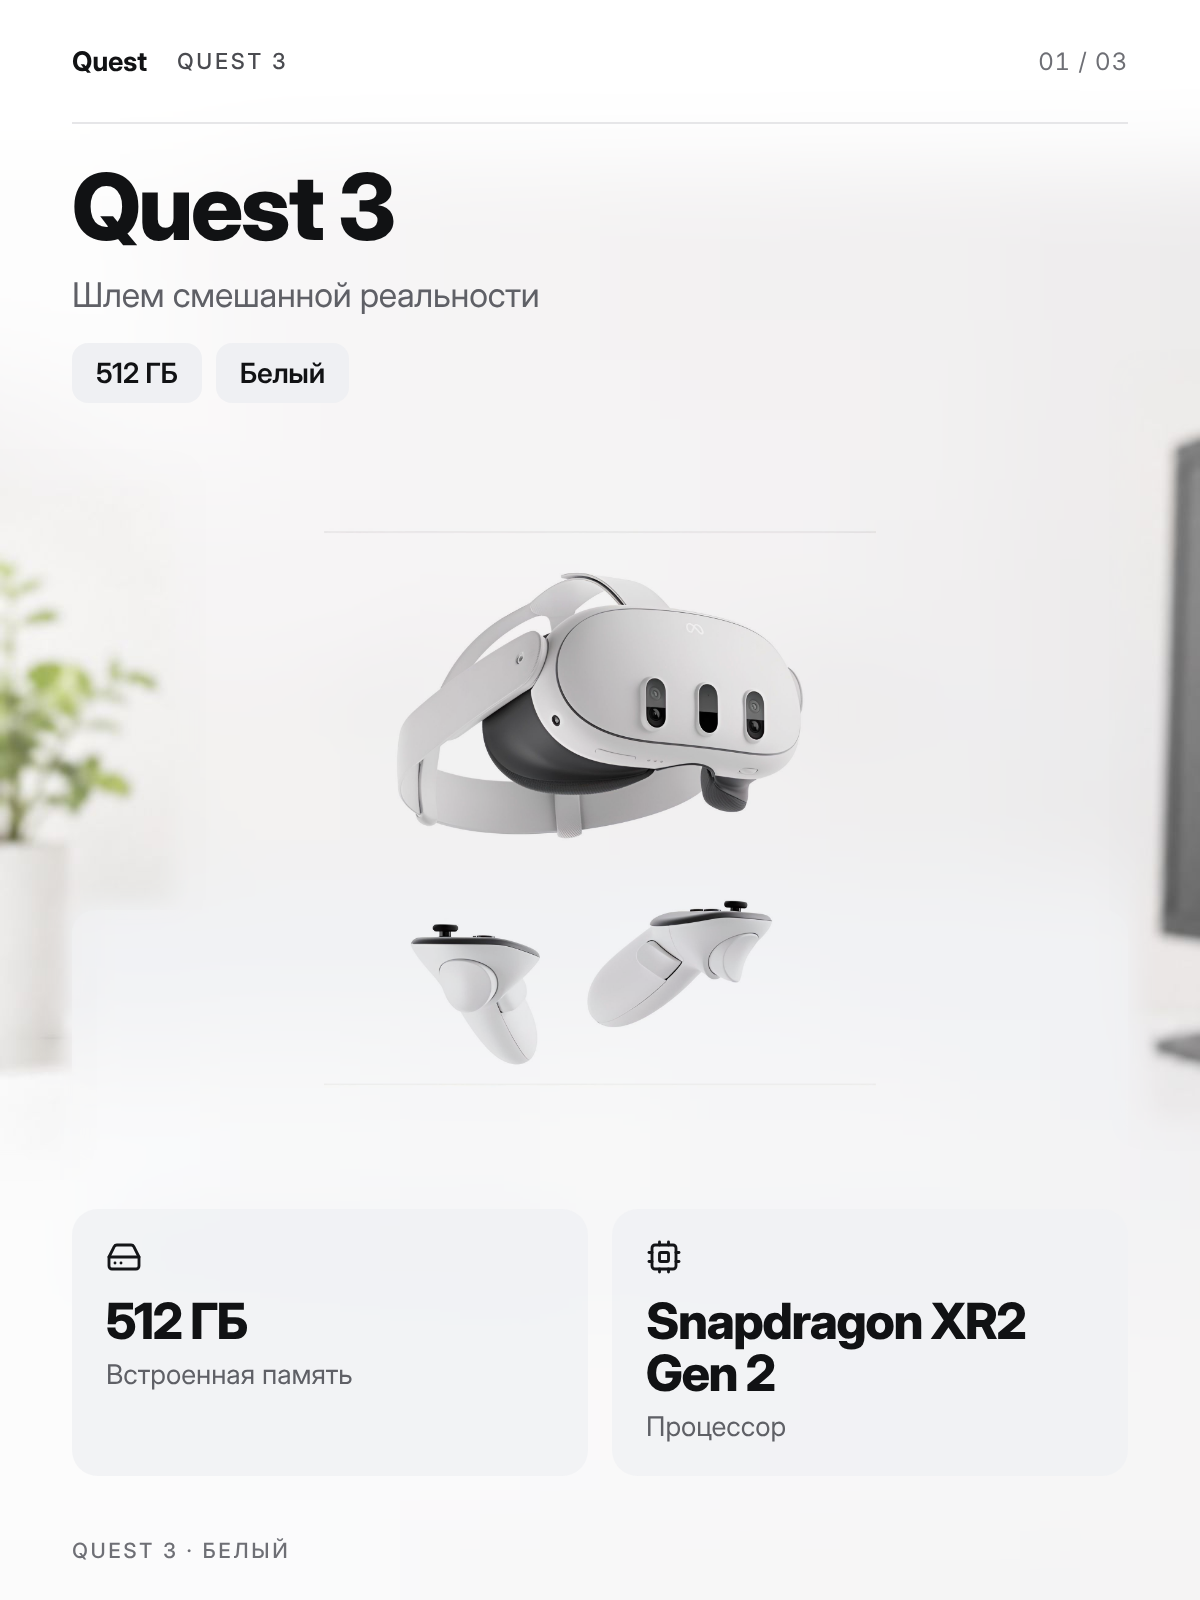 Quest QUEST 3 01 / 03
Quest 3
Шлем смешанной реальности
512 ГБ Белый
512 ГБ
Встроенная память
Snapdragon XR2
Gen 2
Процессор
QUEST 3 · БЕЛЫЙ